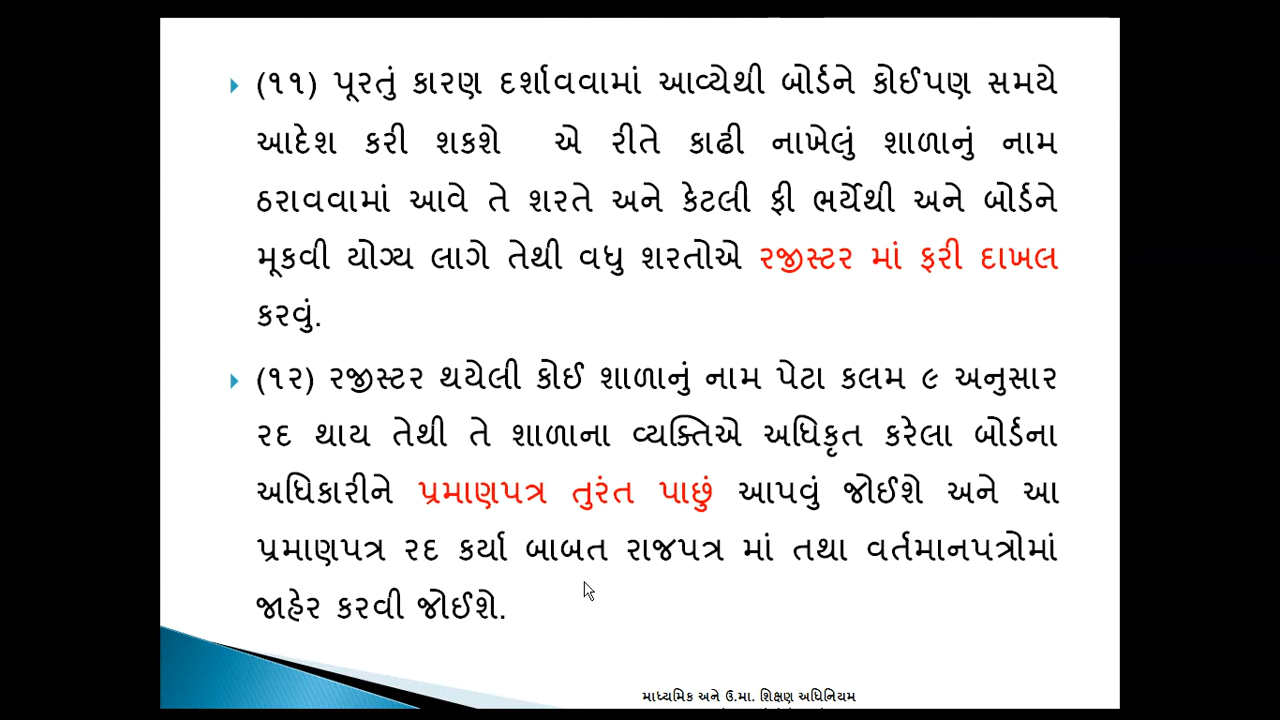 (૧૧) પૂરતું કારણ દર્શાવવામાં આવ્યેથી બોર્ડને કોઈપણ સમયે
આદેશ કરી શકશે એ રીતે કાઢી નાખેલું શાળાનું નામ
ઠરાવવામાં આવે તે શરતે અને કેટલી ફી ભર્યેથી અને બોર્ડને
મૂકવી યોગ્ય લાગે તેથી વધુ શરતોએ રજીસ્ટર માં ફરી દાખલ
કરવું.
(૧૨) રજીસ્ટર થયેલી કોઈ શાળાનું નામ પેટા કલમ ૯ અનુસાર
રદ થાય તેથી તે શાળાના વ્યક્તિએ અધિકૃત કરેલા બોર્ડના
અધિકારીને પ્રમાણપત્ર તુરંત પાછું આપવું જોઈશે અને આ
પ્રમાણપત્ર રદ કર્યા બાબત રાજપત્ર માં તથા વર્તમાનપત્રોમાં
જાહેર કરવી જોઈશે.
માધ્યમિક અને ઉ.મા. શિક્ષણ અધિનિયમ